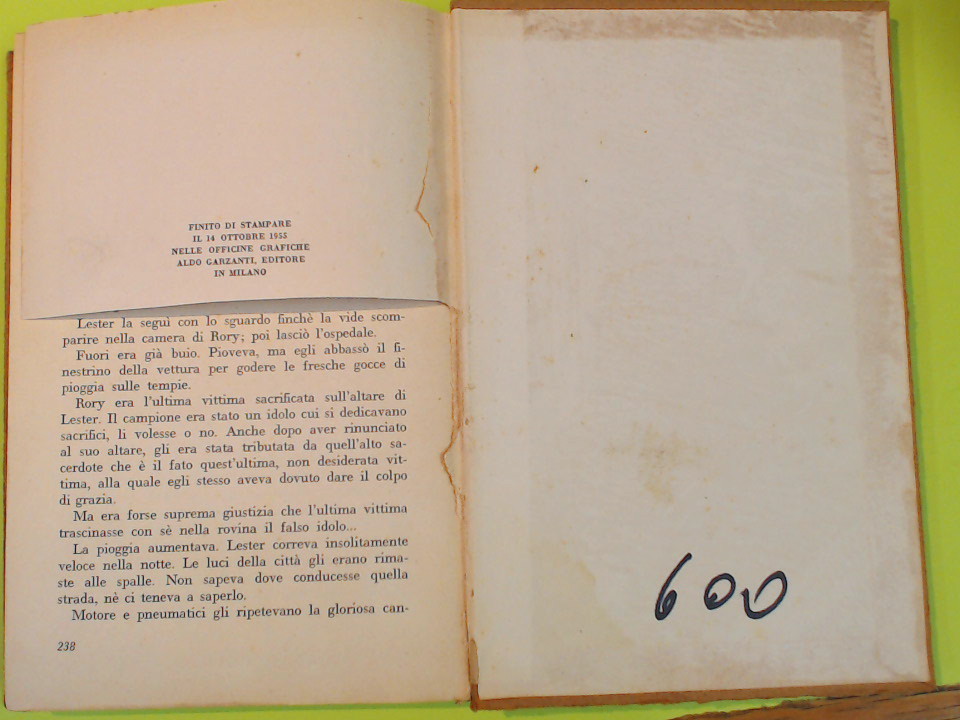 FINITO DI STAMPARE
IL 14 OTTOBRE 1955
NELLE OFFICINE GRAFICHE
ALDO GARZANTI, EDITORE
IN MILANO
Lester la seguì con lo sguardo finchè la vide scom-
parire nella camera di Rory; poi lasciò l'ospedale.
Fuori era già buio. Pioveva, ma egli abbassò il fi-
nestrino della vettura per godere le fresche gocce di
pioggia sulle tempie.
Rory era l'ultima vittima sacrificata sull'altare di
Lester. Il campione era stato un idolo cui si dedicavano
sacrifici, li volesse o no. Anche dopo aver rinunciato
al suo altare, gli era stata tributata da quell'alto sa-
cerdote che è il fato quest'ultima, non desiderata vit-
tima, alla quale egli stesso aveva dovuto dare il colpo
di grazia.
Ma era forse suprema giustizia che l'ultima vittima
trascinasse con sè nella rovina il falso idolo...
La pioggia aumentava. Lester correva insolitamente
veloce nella notte. Le luci della città gli erano rima-
ste alle spalle. Non sapeva dove conducesse quella
strada, nè ci teneva a saperlo.
Motore e pneumatici gli ripetevano la gloriosa can-
238
600